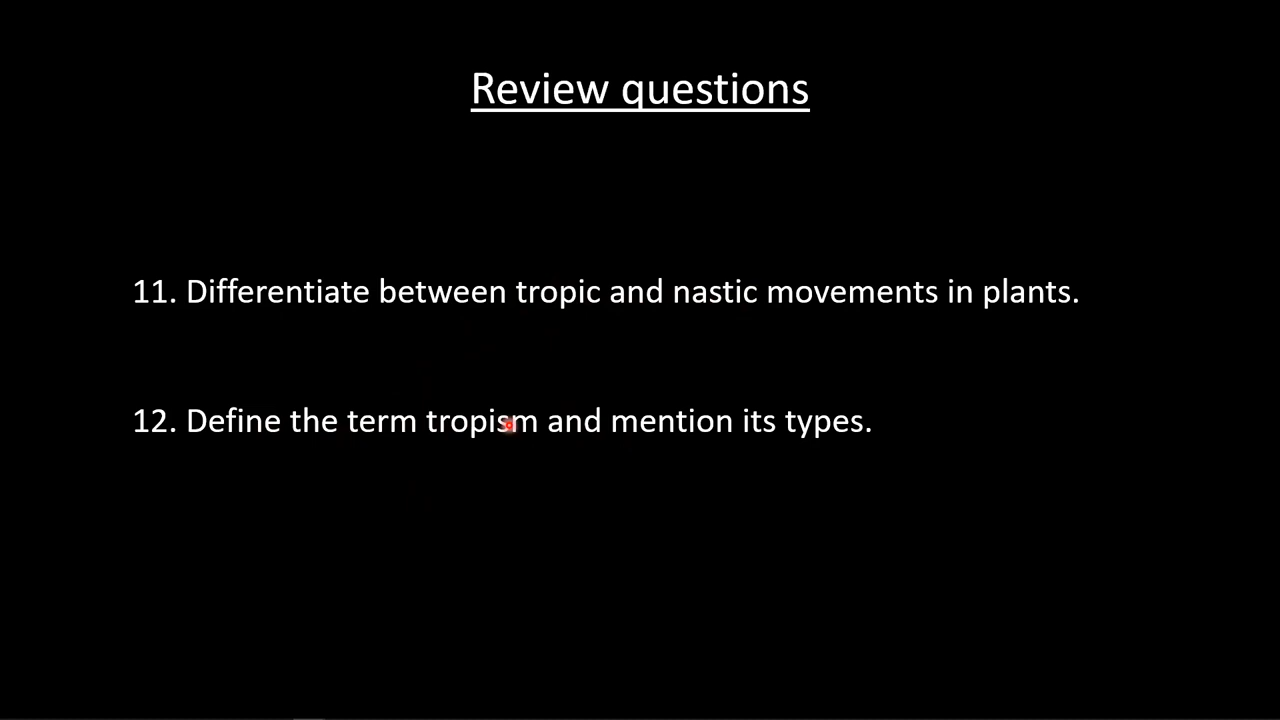 Review questions
11. Differentiate between tropic and nastic movements in plants.
12. Define the term tropism and mention its types.